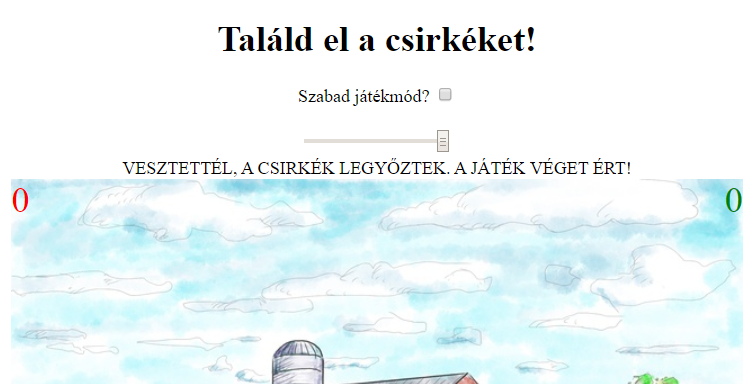 Találd el a csirkéket!
Szabad játékmód?
VESZTETTÉL, A CSIRKÉK LEGYŐZTEK. A JÁTÉK VÉGET ÉRT!
0 0